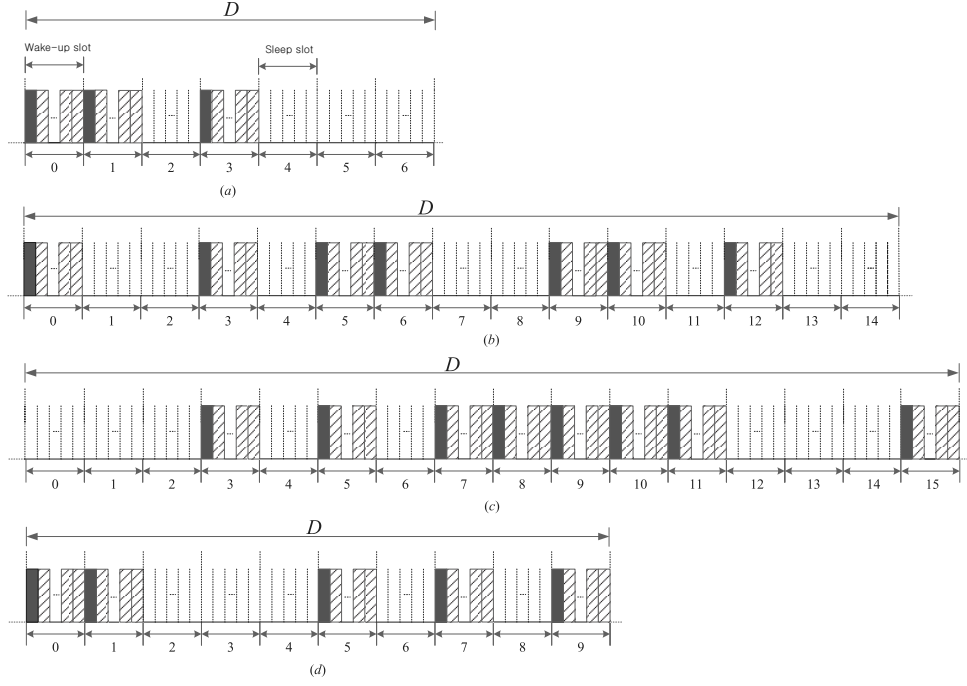 D
Wake-up slot Sleep slot
... ... ... ... ... ... ...
0 1 2 3 4 5 6
(a)
D
... ... ... ... ... ... ... ... ... ... ... ... ... ... ...
0 1 2 3 4 5 6 7 8 9 10 11 12 13 14
(b)
D
... ... ... ... ... ... ... ... ... ... ... ... ... ... ... ...
0 1 2 3 4 5 6 7 8 9 10 11 12 13 14 15
(c)
D
... ... ... ... ... ... ... ... ... ...
0 1 2 3 4 5 6 7 8 9
(d)